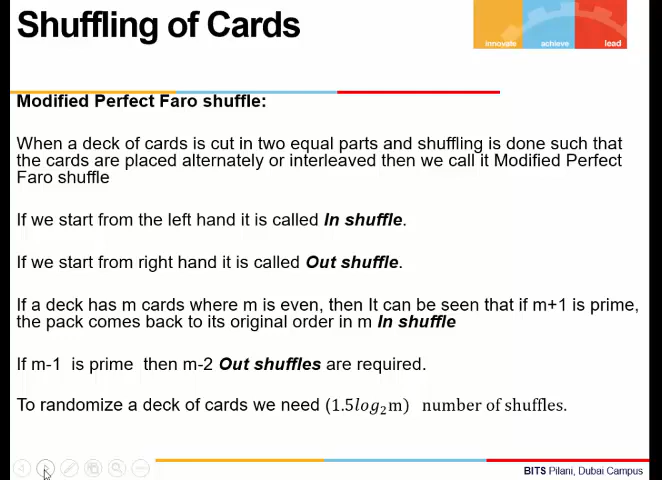 Shuffling of Cards
innovate achieve lead
Modified Perfect Faro shuffle:
When a deck of cards is cut in two equal parts and shuffling is done such that
the cards are placed alternately or interleaved then we call it Modified Perfect
Faro shuffle
If we start from the left hand it is called In shuffle.
If we start from right hand it is called Out shuffle.
If a deck has m cards where m is even, then It can be seen that if m+1 is prime,
the pack comes back to its original order in m In shuffle
If m-1 is prime then m-2 Out shuffles are required.
To randomize a deck of cards we need (1.5log₂m) number of shuffles.
BITS Pilani, Dubai Campus